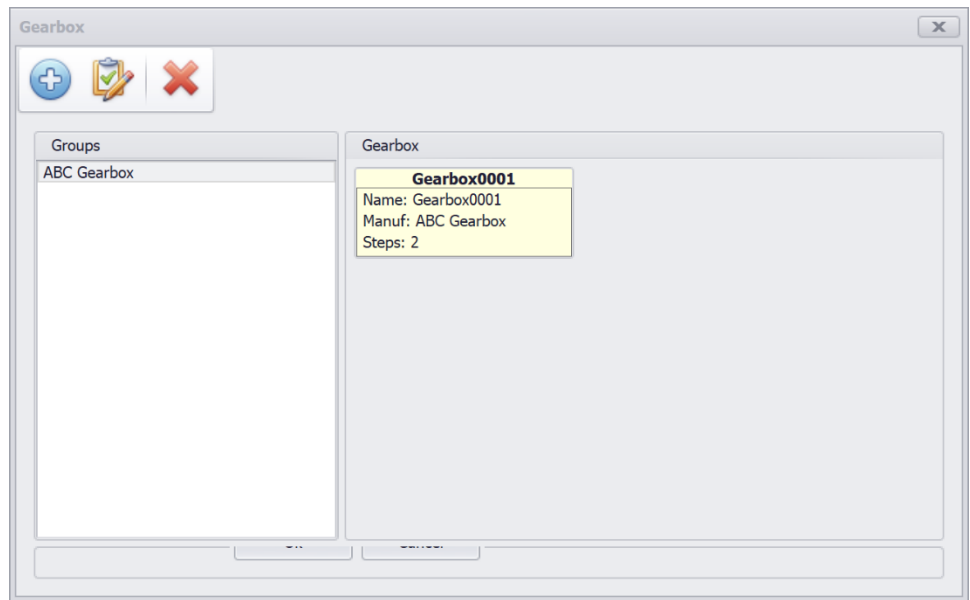 Gearbox
Groups
Gearbox
ABC Gearbox
Gearbox0001
Name: Gearbox0001
Manuf: ABC Gearbox
Steps: 2